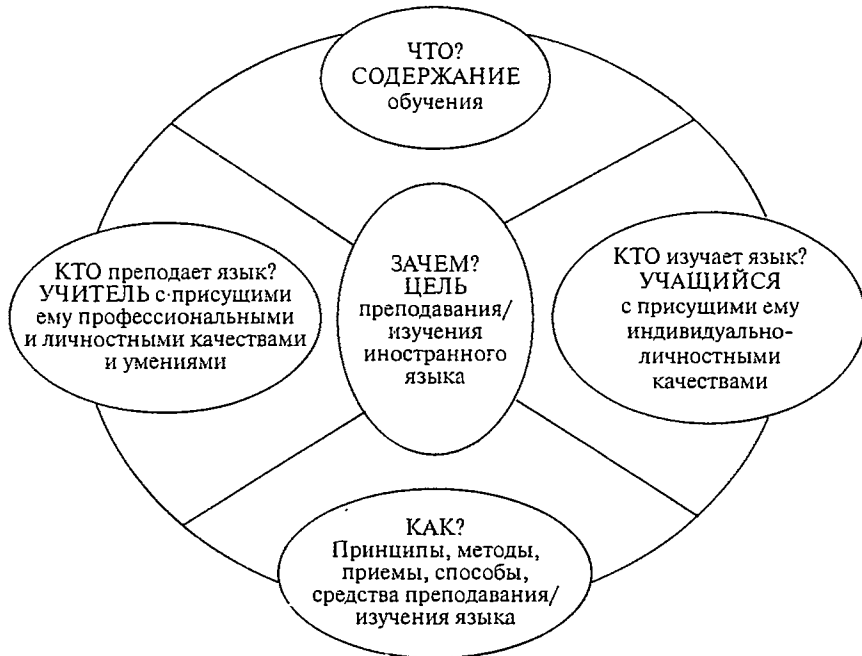 ЧТО?
СОДЕРЖАНИЕ
обучения
КТО преподает язык?
УЧИТЕЛЬ с присущими
ему профессиональными
и личностными качествами
и умениями
ЗАЧЕМ?
ЦЕЛЬ
преподавания/
изучения
иностранного
языка
КТО изучает язык?
УЧАЩИЙСЯ
с присущими ему
индивидуально-
личностными
качествами
КАК?
Принципы, методы,
приемы, способы,
средства преподавания/
изучения языка